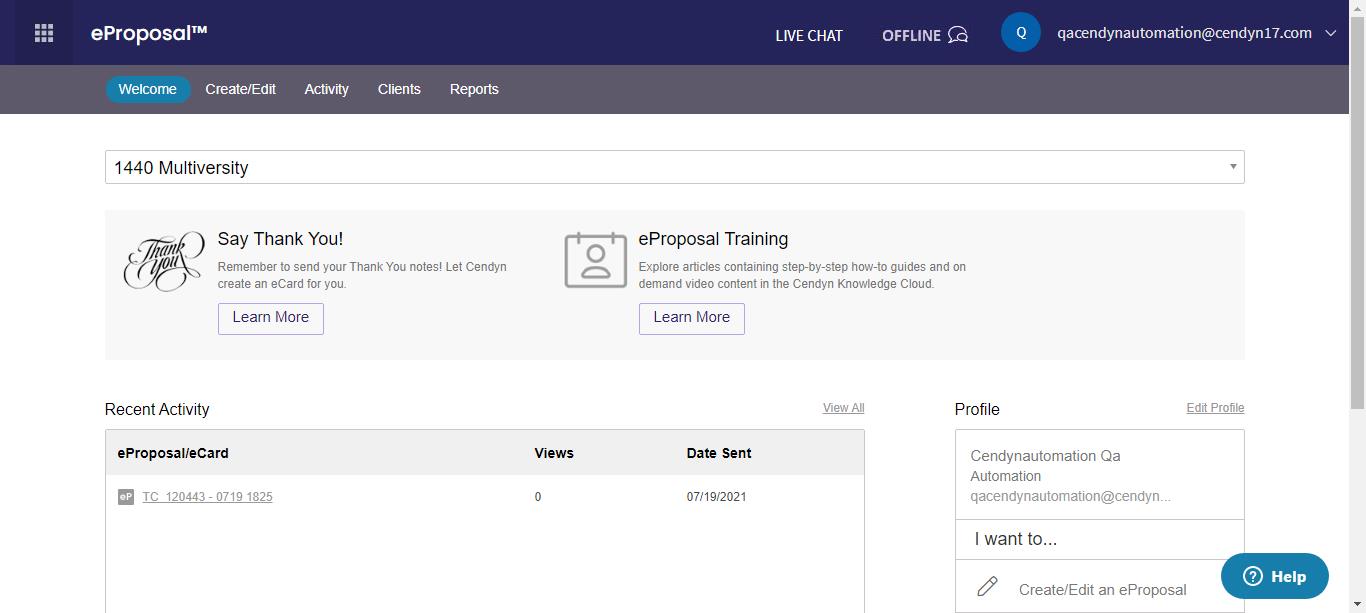 eProposal™
LIVE CHAT
OFFLINE
Q
qacendynautomation@cendyn17.com
Welcome
Create/Edit
Activity
Clients
Reports
1440 Multiversity
Thank You
Say Thank You!
Remember to send your Thank You notes! Let Cendyn
create an eCard for you.
Learn More
eProposal Training
Explore articles containing step-by-step how-to guides and on
demand video content in the Cendyn Knowledge Cloud.
Learn More
Recent Activity
View All
eProposal/eCard
Views
Date Sent
eP
TC_120443 - 0719 1825
0
07/19/2021
Profile
Edit Profile
Cendynautomation Qa
Automation
qacendynautomation@cendyn...
I want to...
Create/Edit an eProposal
? Help